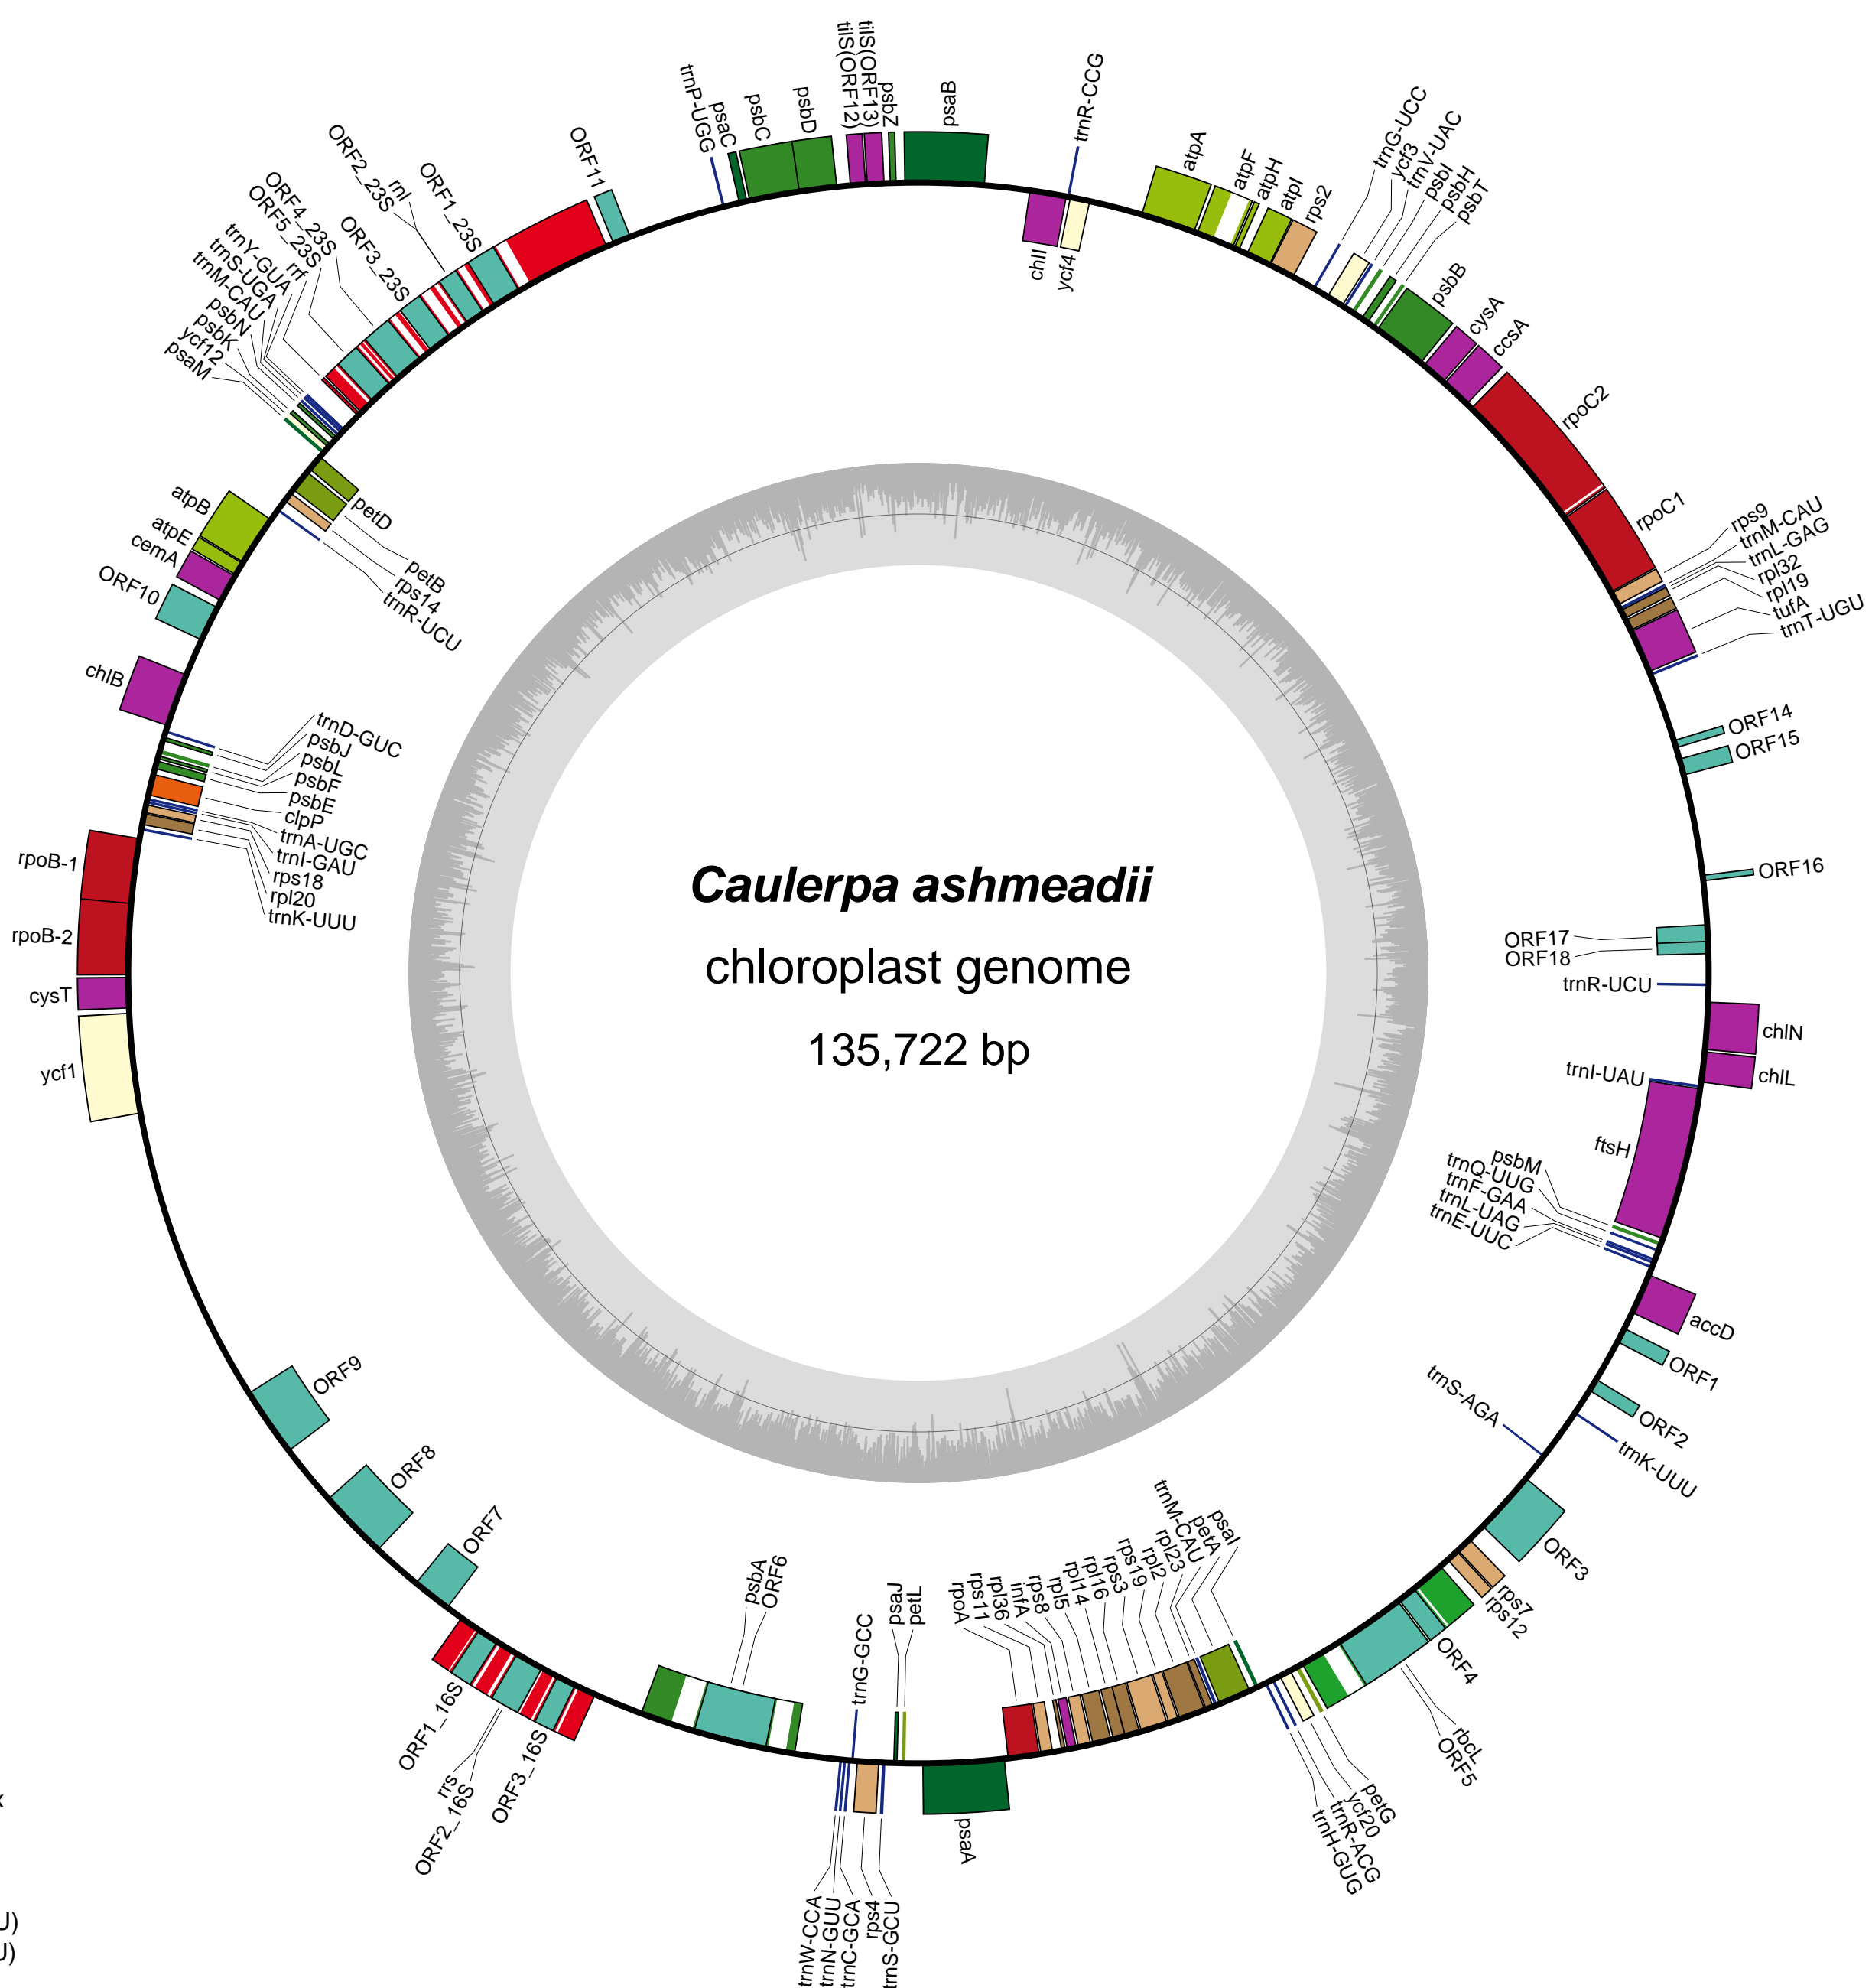 Caulerpa ashmeadii
chloroplast genome
135,722 bp
psaB
trnR-CCG
chlI
ycf4
atpA
atpF
atpH
atpI
rps2
trnG-UCC
ycf3
trnV-UAC
psbI
psbH
psbT
psbB
cysA
ccsA
rpoC2
rpoC1
rps9
trnM-CAU
trnL-GAG
rpl32
rpl19
tufA
trnT-UGU
ORF14
ORF15
ORF16
ORF17
ORF18
trnR-UCU
chlN
chlL
trnI-UAU
ftsH
psbM
trnQ-UUG
trnF-GAA
trnL-UAG
trnE-UUC
accD
ORF1
ORF2
trnK-UUU
trnS-AGA
ORF3
rps7
rps12
ORF4
rbcL
ORF5
petG
ycf20
trnR-ACG
trnH-GUG
psaI
petA
trnM-CAU
rpl23
rpl2
rps19
rps3
rpl16
rpl14
rpl5
rps8
infA
rpl36
rps11
rpoA
psaA
petL
psaJ
trnS-GCU
rps4
trnC-GCA
trnN-GUU
trnW-CCA
trnG-GCC
ORF6
psbA
ORF3_16S
ORF2_16S
rrs
ORF1_16S
ORF7
ORF8
ORF9
ycf1
cysT
rpoB-2
rpoB-1
trnK-UUU
rpl20
rps18
trnI-GAU
trnA-UGC
clpP
psbE
psbF
psbL
psbJ
trnD-GUC
chlB
ORF10
cemA
atpE
atpB
trnR-UCU
rps14
petB
petD
psaM
ycf12
psbK
psbN
trnM-CAU
trnS-UGA
trnY-GUA
rrf
ORF5_23S
ORF4_23S
ORF3_23S
ORF2_23S
rnl
ORF1_23S
ORF11
trnP-UGG
psaC
psbC
psbD
tilS(ORF12)
tilS(ORF13)
psbZ
x
U)
U)